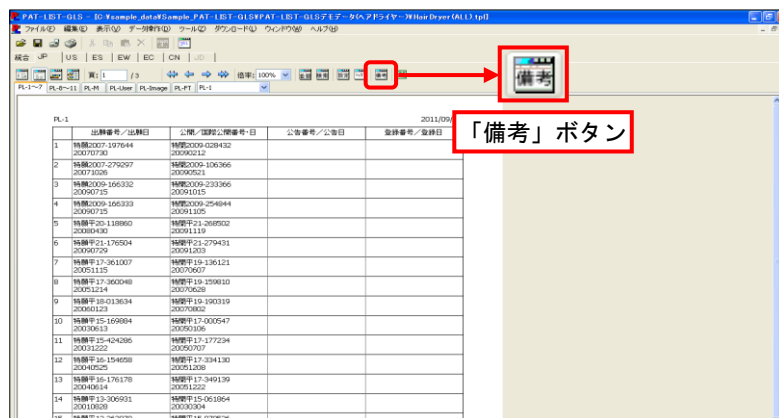 PAT-LIST-GLS - [C:¥sample_data¥Sample_PAT-LIST-GLS¥PAT-LIST-GLSデモデータ(ヘアドライヤー)¥HairDryer(ALL).tpl]
ファイル(F) 編集(E) 表示(V) データ制作(D) ツール(Z) ダウンロード(L) ウィンドウ(W) ヘルプ(H)
統合 JP US ES EW EC CN JD
頁: 1 / 3 倍率: 100%
PL-1~7 PL-8~11 PL-M PL-User PL-Image PL-PT PL-1
備考
「備考」ボタン
PL-1 2011/09/
出願番号/出願日 公開/国際公開番号・日 公告番号/公告日 登録番号/登録日
1 特願2007-197644 特開2009-028432
20070730 20090212
2 特願2007-279297 特開2009-106366
20071026 20090521
3 特願2009-166332 特開2009-233366
20090715 20091015
4 特願2009-166333 特開2009-254844
20090715 20091105
5 特願平20-118860 特開平21-268502
20080430 20091119
6 特願平21-176504 特開平21-279431
20090729 20091203
7 特願平17-361007 特開平19-136121
20051115 20070607
8 特願平17-360048 特開平19-159810
20051214 20070628
9 特願平18-013634 特開平19-190319
20060123 20070802
10 特願平15-169884 特開平17-000547
20030613 20050106
11 特願平15-424286 特開平17-177234
20031222 20050707
12 特願平16-154658 特開平17-334130
20040525 20051208
13 特願平16-176178 特開平17-349139
20040614 20051222
14 特願平13-306931 特開平15-061864
20010828 20030304